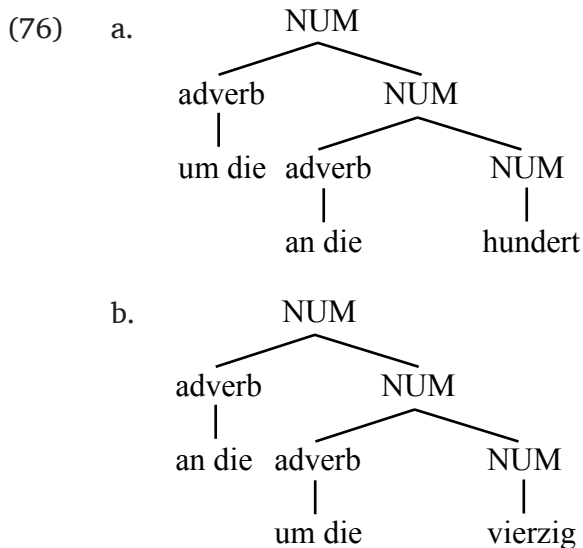 (76) a. NUM
adverb NUM
um die adverb NUM
an die hundert
b. NUM
adverb NUM
an die adverb NUM
um die vierzig